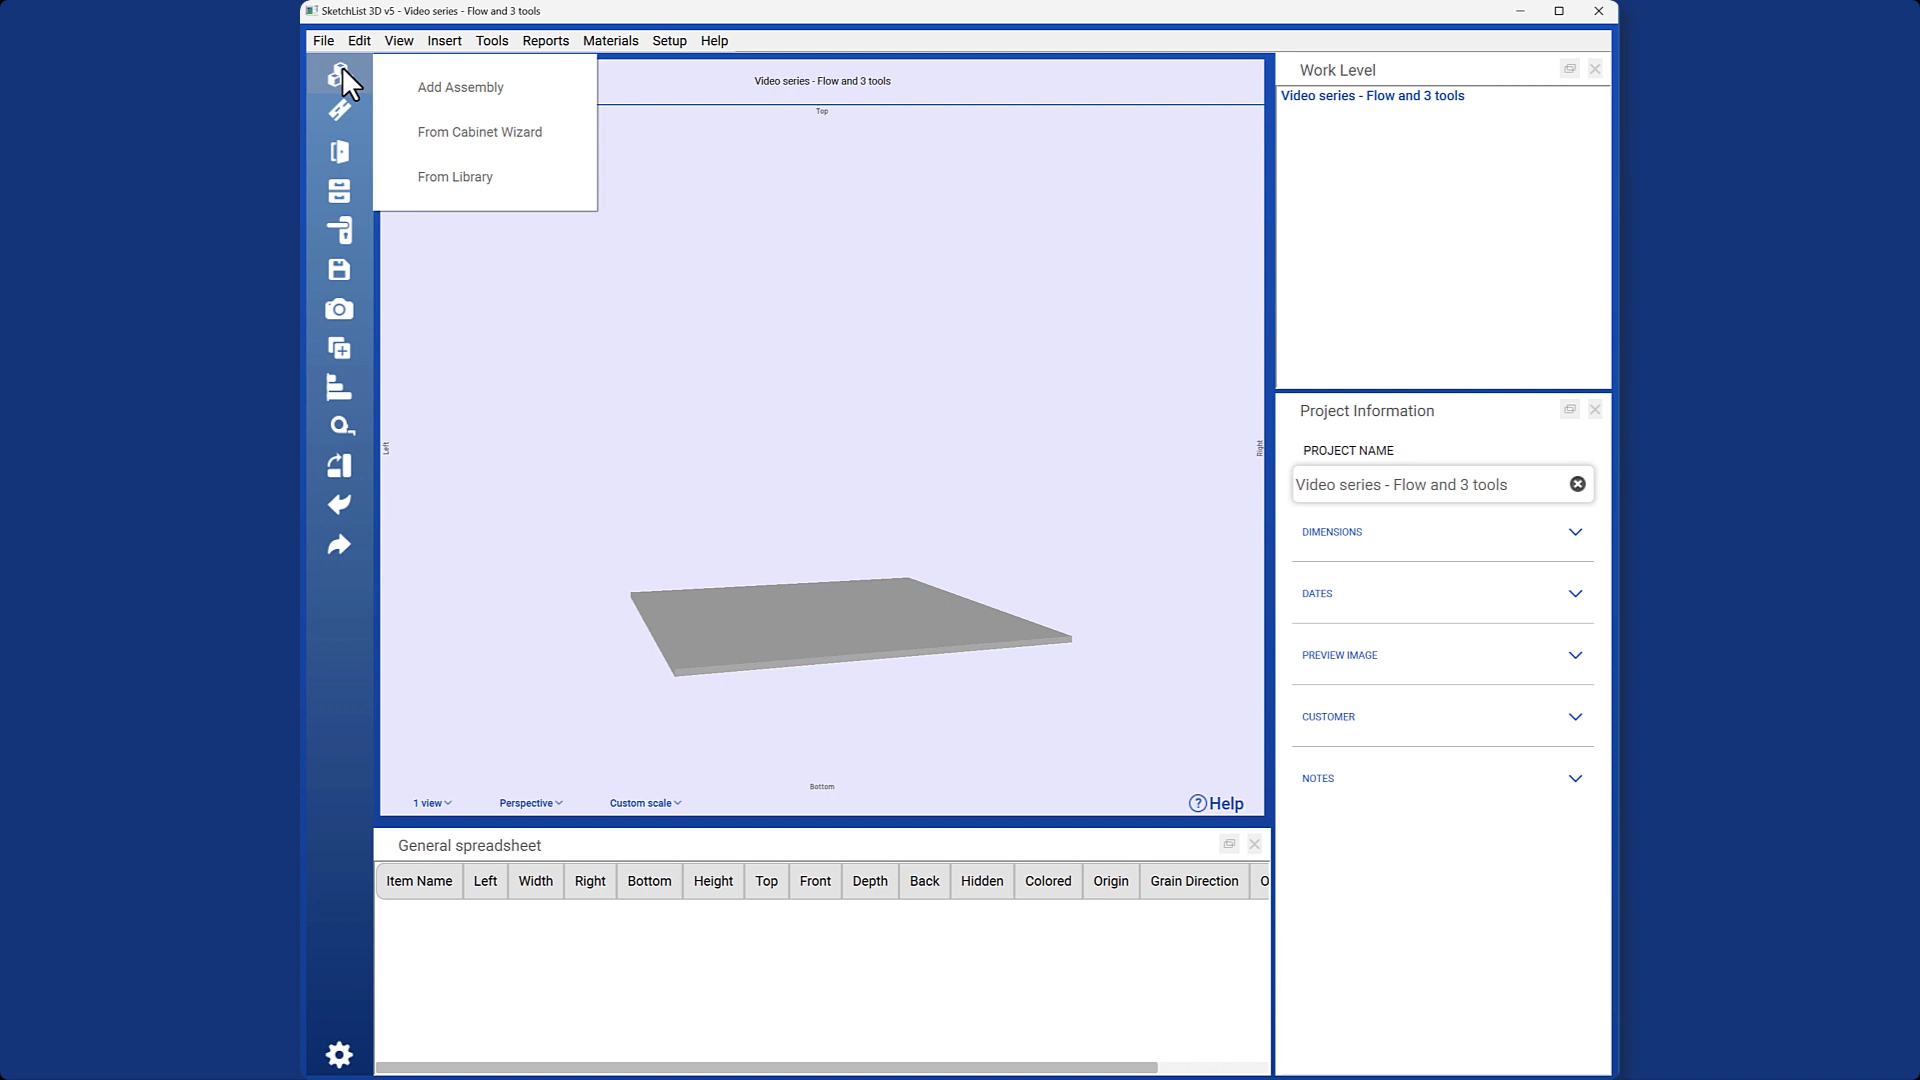 SketchList 3D v5 - Video series - Flow and 3 tools
File Edit View Insert Tools Reports Materials Setup Help
Add Assembly
From Cabinet Wizard
From Library
Video series - Flow and 3 tools
Top
Left
Right
Bottom
1 view
Perspective
Custom scale
Help
Work Level
Video series - Flow and 3 tools
Project Information
PROJECT NAME
Video series - Flow and 3 tools
DIMENSIONS
DATES
PREVIEW IMAGE
CUSTOMER
NOTES
General spreadsheet
Item Name Left Width Right Bottom Height Top Front Depth Back Hidden Colored Origin Grain Direction O